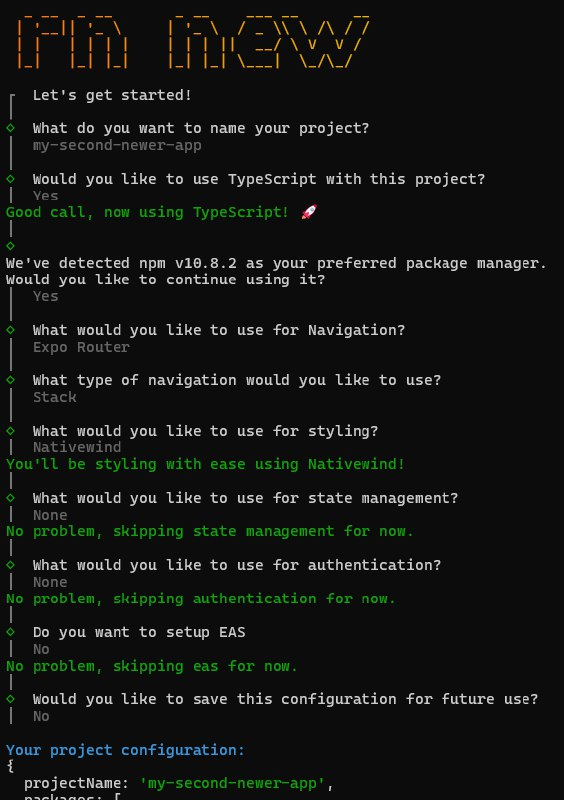 rn new
Let's get started!
What do you want to name your project?
my-second-newer-app
Would you like to use TypeScript with this project?
Yes
Good call, now using TypeScript! 🚀
We've detected npm v10.8.2 as your preferred package manager.
Would you like to continue using it?
Yes
What would you like to use for Navigation?
Expo Router
What type of navigation would you like to use?
Stack
What would you like to use for styling?
Nativewind
You'll be styling with ease using Nativewind!
What would you like to use for state management?
None
No problem, skipping state management for now.
What would you like to use for authentication?
None
No problem, skipping authentication for now.
Do you want to setup EAS
No
No problem, skipping eas for now.
Would you like to save this configuration for future use?
No
Your project configuration:
{
projectName: 'my-second-newer-app',
packages: [